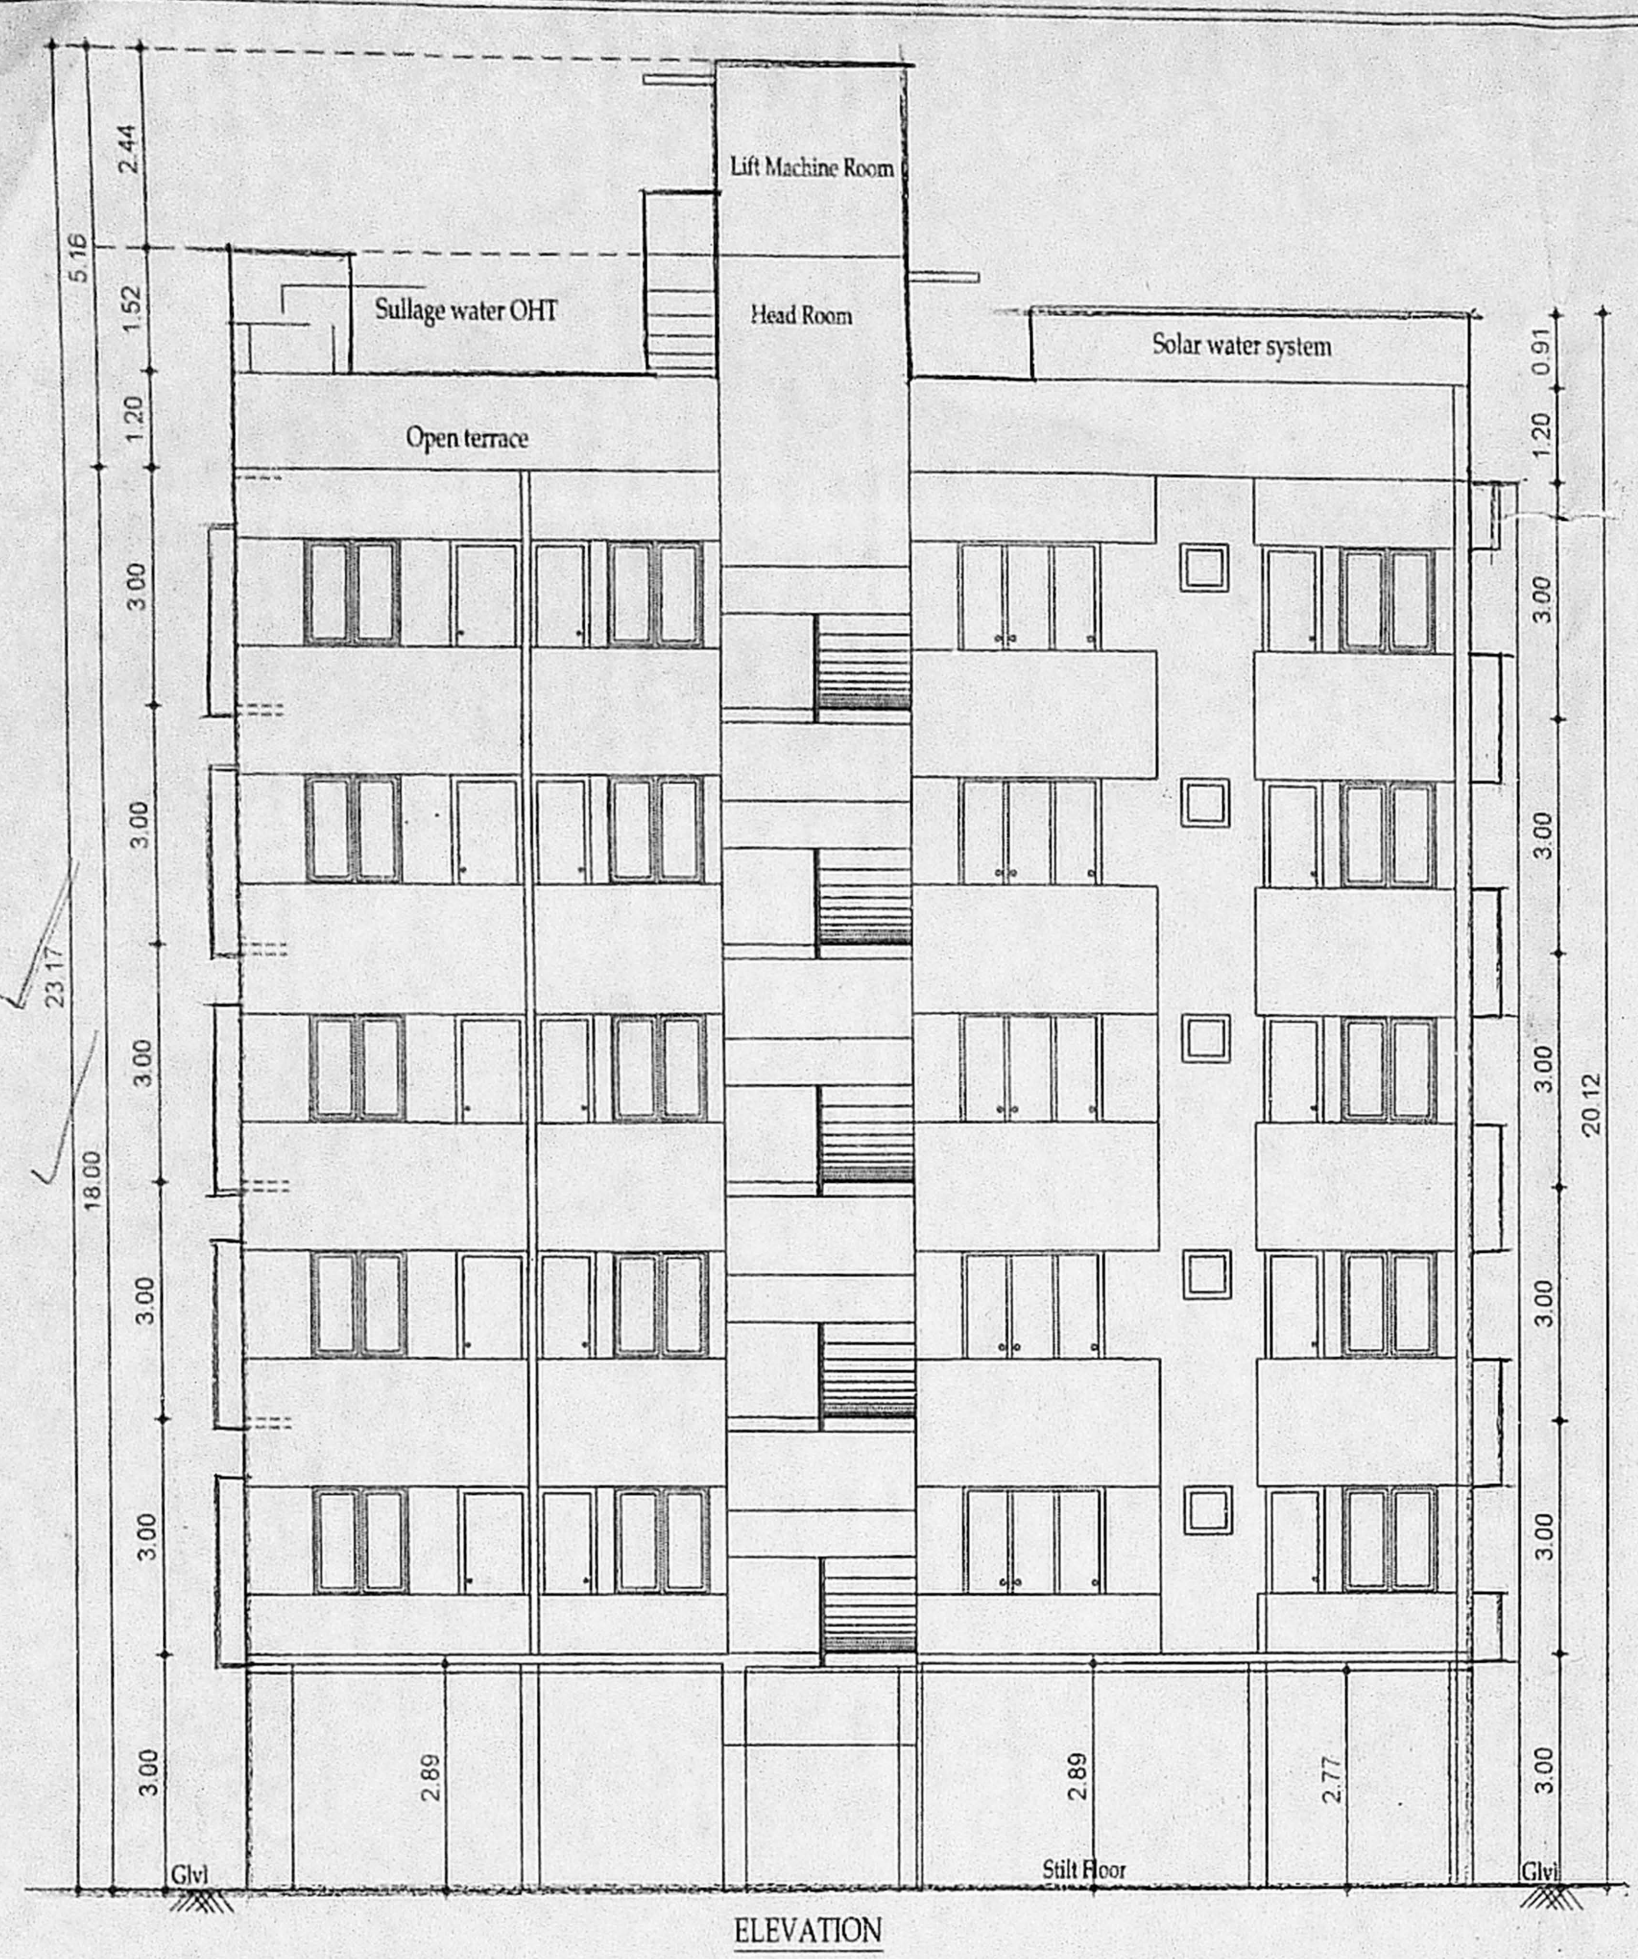 2.44
Lift Machine Room
5.16
1.52
Sullage water OHT
Head Room
Solar water system
0.91
1.20
Open terrace
1.20
3.00
3.00
3.00
3.00
23.17
3.00
3.00
20.12
18.00
3.00
3.00
3.00
3.00
3.00
2.89
2.89
2.77
3.00
Glvl
Stilt Floor
Glvl
ELEVATION